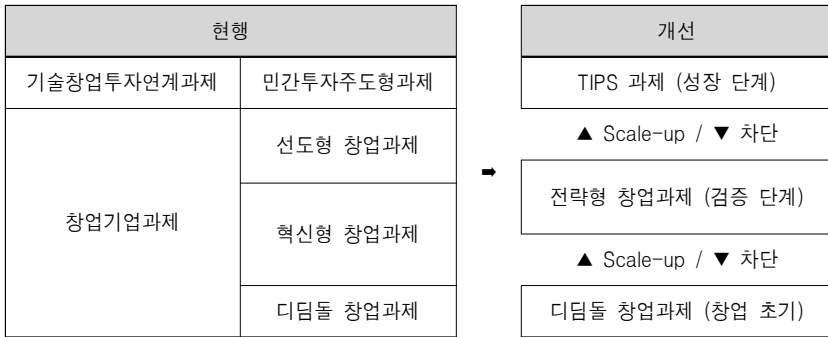 현행
기술창업투자연계과제 민간투자주도형과제
창업기업과제
선도형 창업과제
혁신형 창업과제
디딤돌 창업과제
➡
개선
TIPS 과제 (성장 단계)
▲ Scale-up / ▼ 차단
전략형 창업과제 (검증 단계)
▲ Scale-up / ▼ 차단
디딤돌 창업과제 (창업 초기)